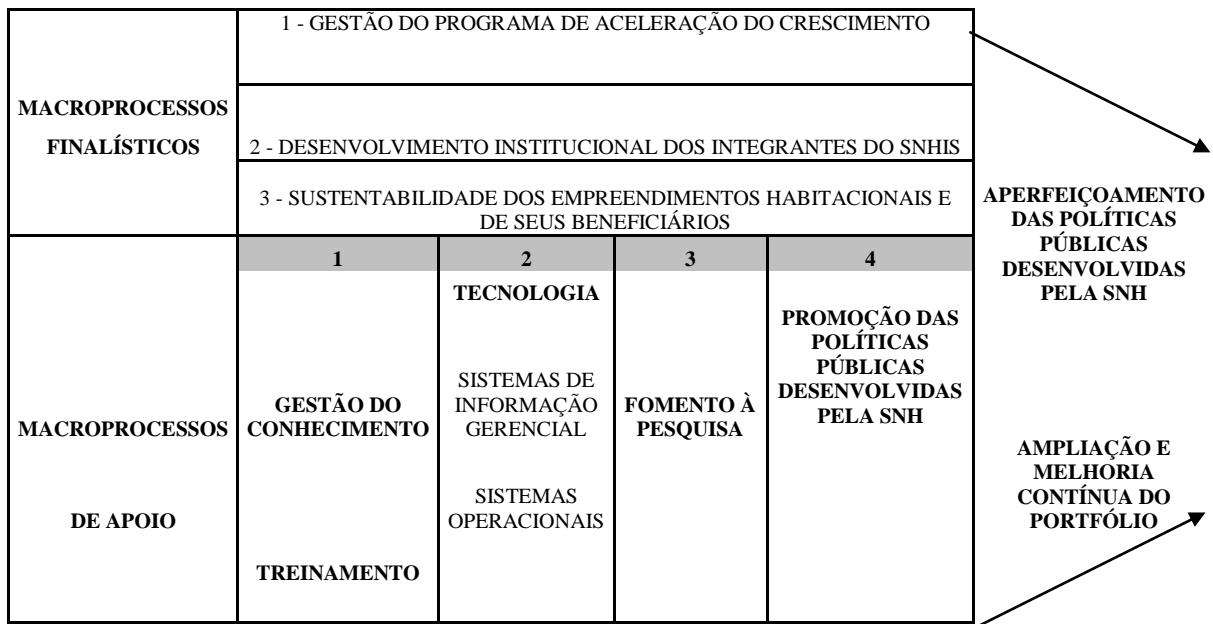 MACROPROCESSOS
FINALÍSTICOS
1 - GESTÃO DO PROGRAMA DE ACELERAÇÃO DO CRESCIMENTO
2 - DESENVOLVIMENTO INSTITUCIONAL DOS INTEGRANTES DO SNHIS
3 - SUSTENTABILIDADE DOS EMPREENDIMENTOS HABITACIONAIS E
DE SEUS BENEFICIÁRIOS
MACROPROCESSOS
DE APOIO
1
GESTÃO DO
CONHECIMENTO
TREINAMENTO
2
TECNOLOGIA
SISTEMAS DE
INFORMAÇÃO
GERENCIAL
SISTEMAS
OPERACIONAIS
3
FOMENTO À
PESQUISA
4
PROMOÇÃO DAS
POLÍTICAS
PÚBLICAS
DESENVOLVIDAS
PELA SNH
APERFEIÇOAMENTO
DAS POLÍTICAS
PÚBLICAS
DESENVOLVIDAS
PELA SNH
AMPLIAÇÃO E
MELHORIA
CONTÍNUA DO
PORTFÓLIO